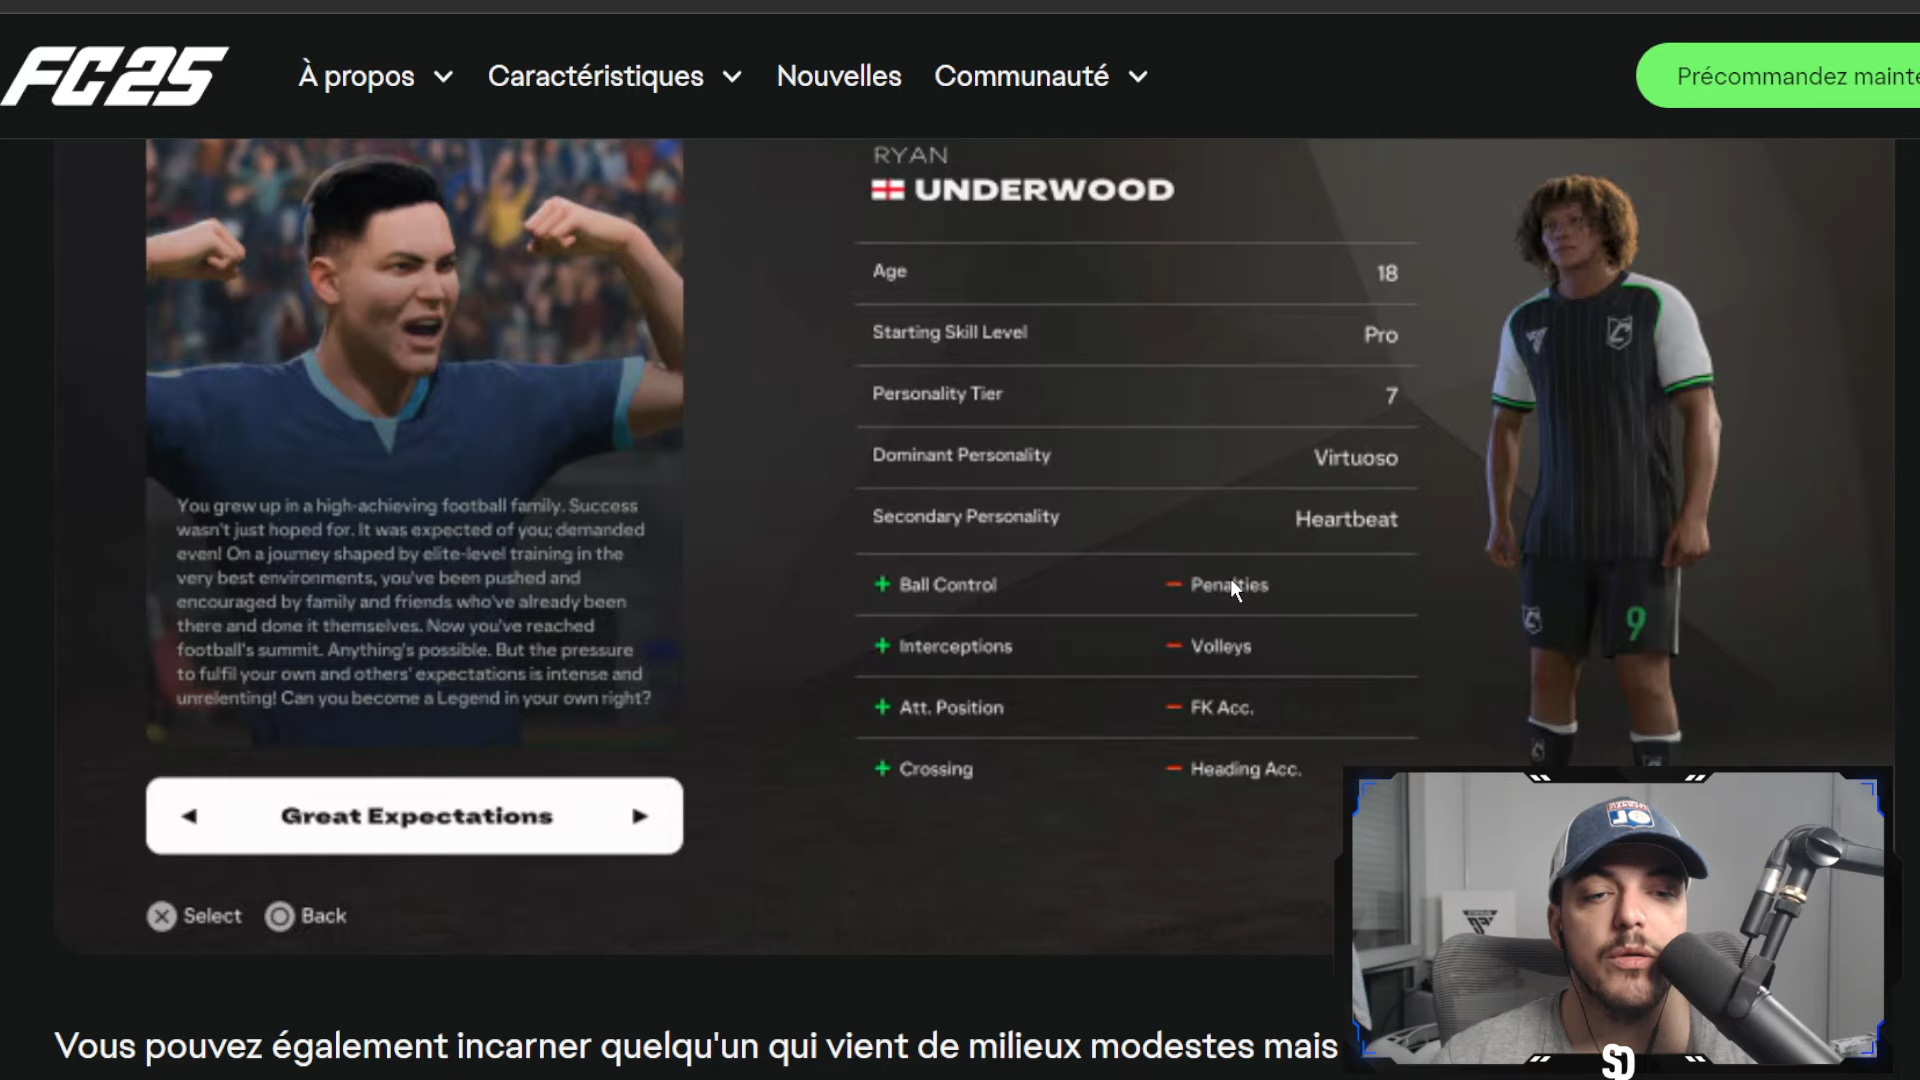 FC25
À propos
Caractéristiques
Nouvelles
Communauté
Précommandez
RYAN
UNDERWOOD
Age 18
Starting Skill Level Pro
Personality Tier 7
Dominant Personality Virtuoso
Secondary Personality Heartbeat
+ Ball Control − Penalties
+ Interceptions − Volleys
+ Att. Position − FK Acc.
+ Crossing − Heading Acc.
You grew up in a high-achieving football family. Success
wasn't just hoped for. It was expected of you; demanded
even! On a journey shaped by elite-level training in the
very best environments, you've been pushed and
encouraged by family and friends who've already been
there and done it themselves. Now you've reached
football's summit. Anything's possible. But the pressure
to fulfil your own and others' expectations is intense and
unrelenting! Can you become a Legend in your own right?
Great Expectations
Select
Back
9
JO
Vous pouvez également incarner quelqu'un qui vient de milieux modestes mais